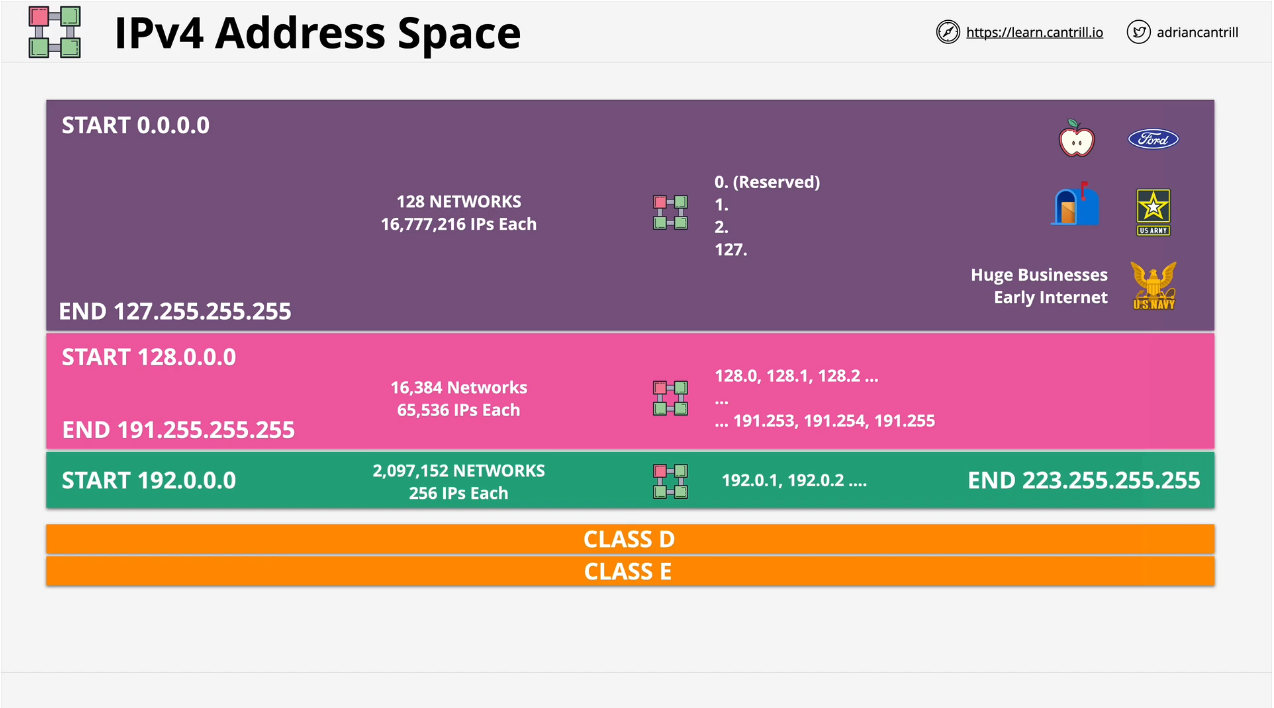 IPv4 Address Space
https://learn.cantrill.io
adriancantrill
START 0.0.0.0
128 NETWORKS
16,777,216 IPs Each
0. (Reserved)
1.
2.
127.
Ford
US ARMY
Huge Businesses
Early Internet
U.S. NAVY
END 127.255.255.255
START 128.0.0.0
16,384 Networks
65,536 IPs Each
128.0, 128.1, 128.2 ...
...
... 191.253, 191.254, 191.255
END 191.255.255.255
START 192.0.0.0
2,097,152 NETWORKS
256 IPs Each
192.0.1, 192.0.2 ....
END 223.255.255.255
CLASS D
CLASS E